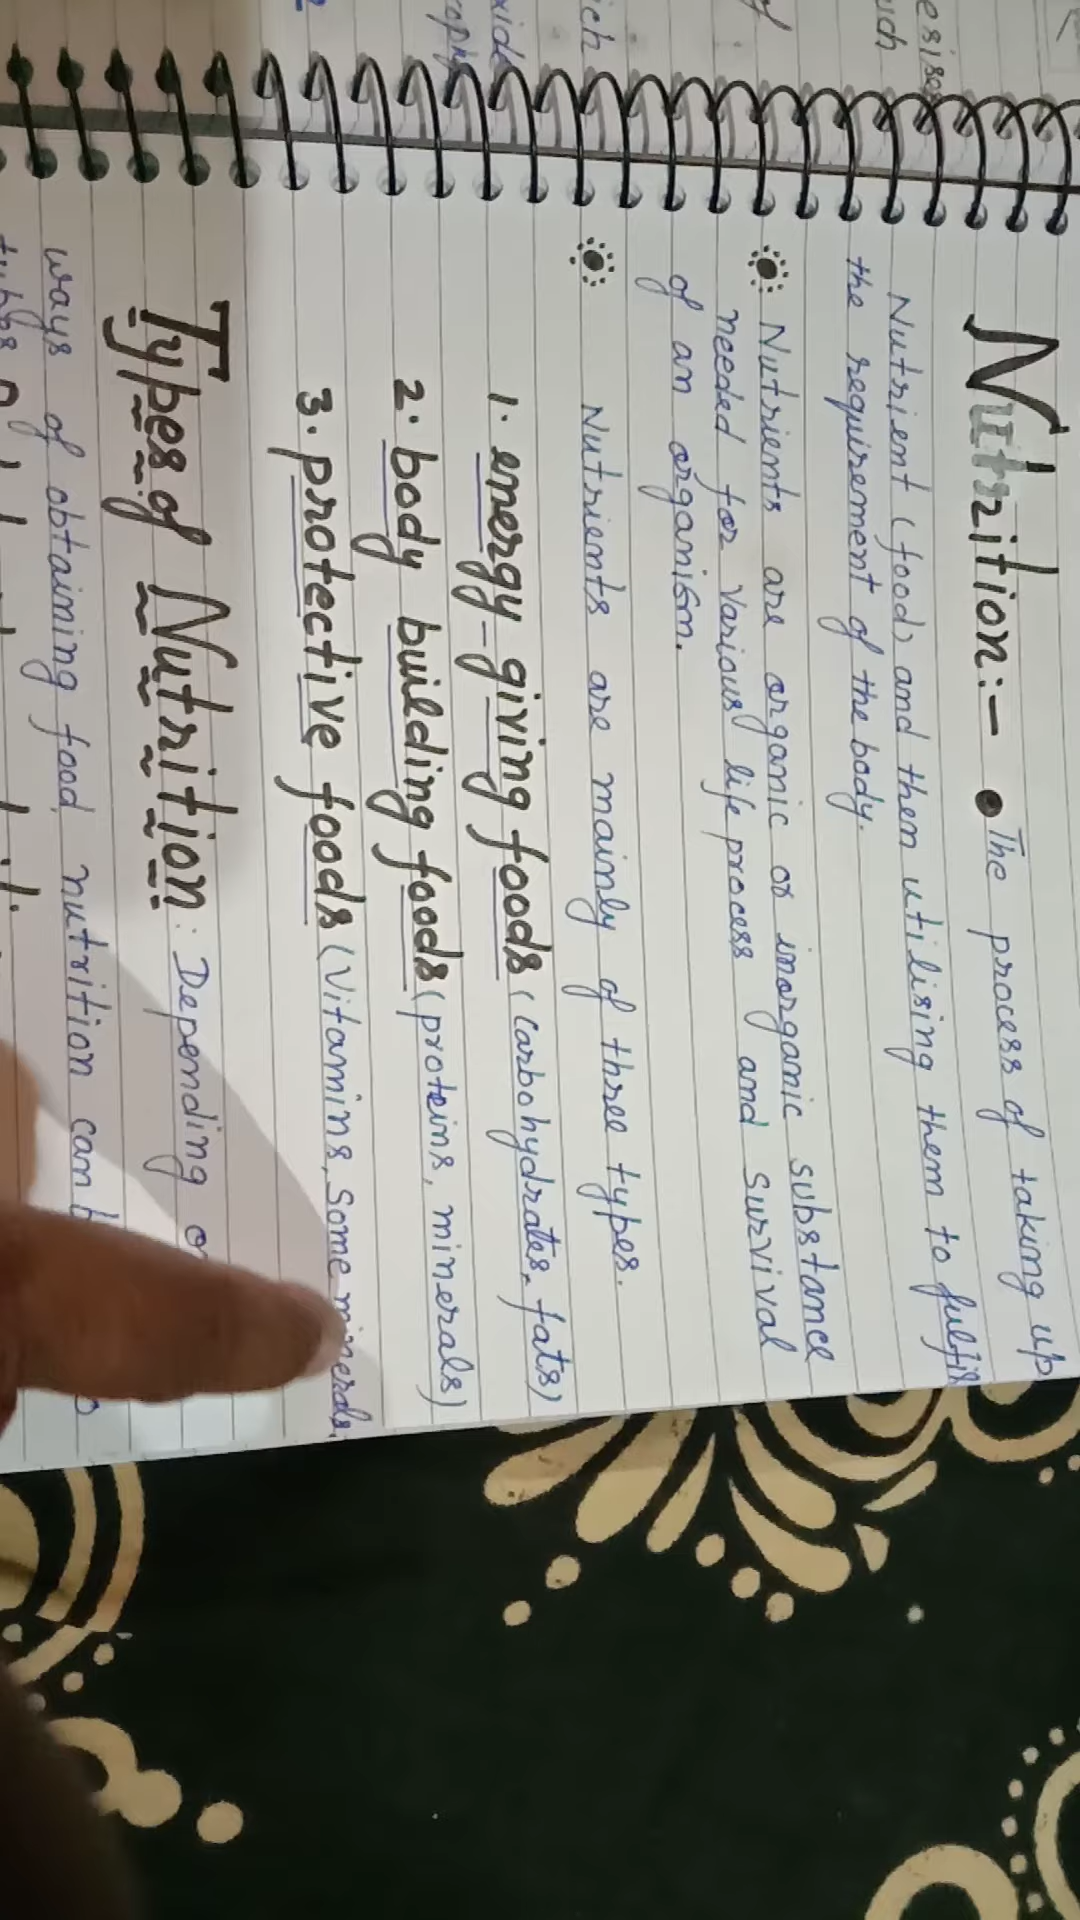 Nutrition:- • The process of taking up
Nutrient (food) and them utilising them to fulfil
the requirement of the body.
Nutrients are organic or inorganic substance
needed for various life process and survival
of an organism.
Nutrients are mainly of three types.
1. energy-giving foods (carbohydrates, fats)
2. body building foods (proteins, minerals)
3. protective foods (Vitamins, Some minerals.
Types of Nutrition: Depending
ways of obtaining food, nutrition can